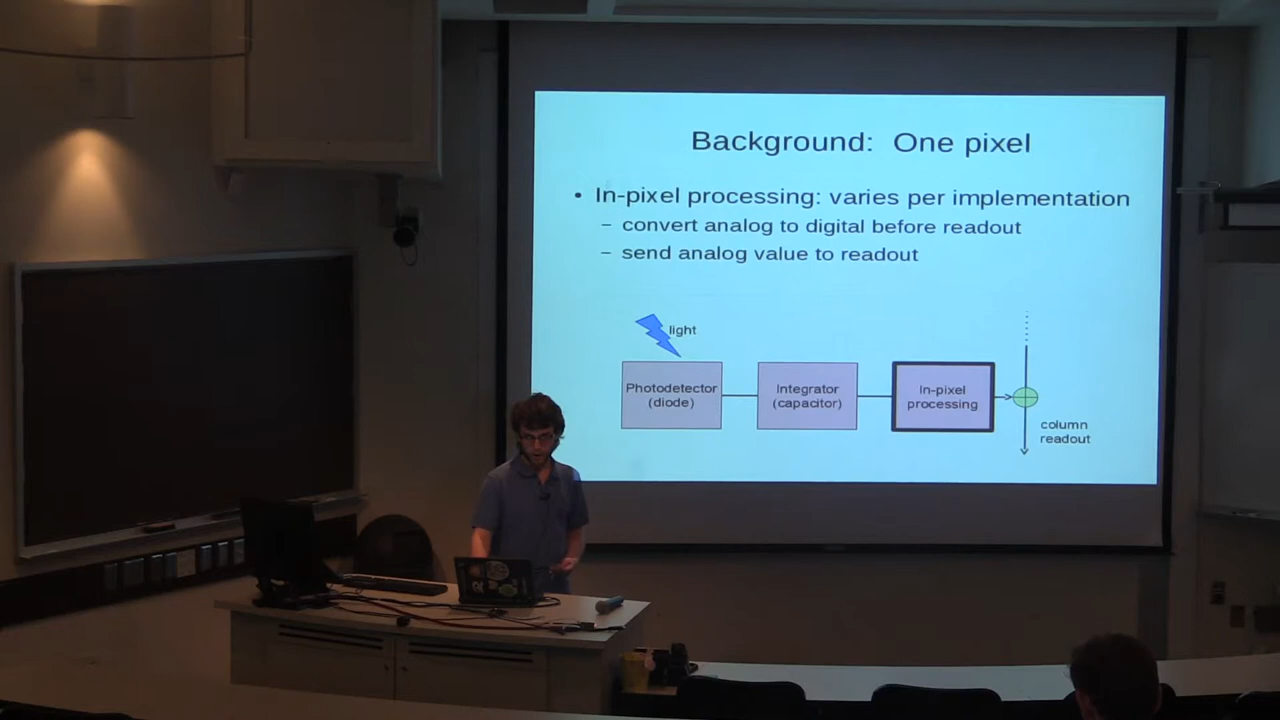 Background: One pixel
• In-pixel processing: varies per implementation
– convert analog to digital before readout
– send analog value to readout
light
Photodetector
(diode)
Integrator
(capacitor)
In-pixel
processing
column
readout